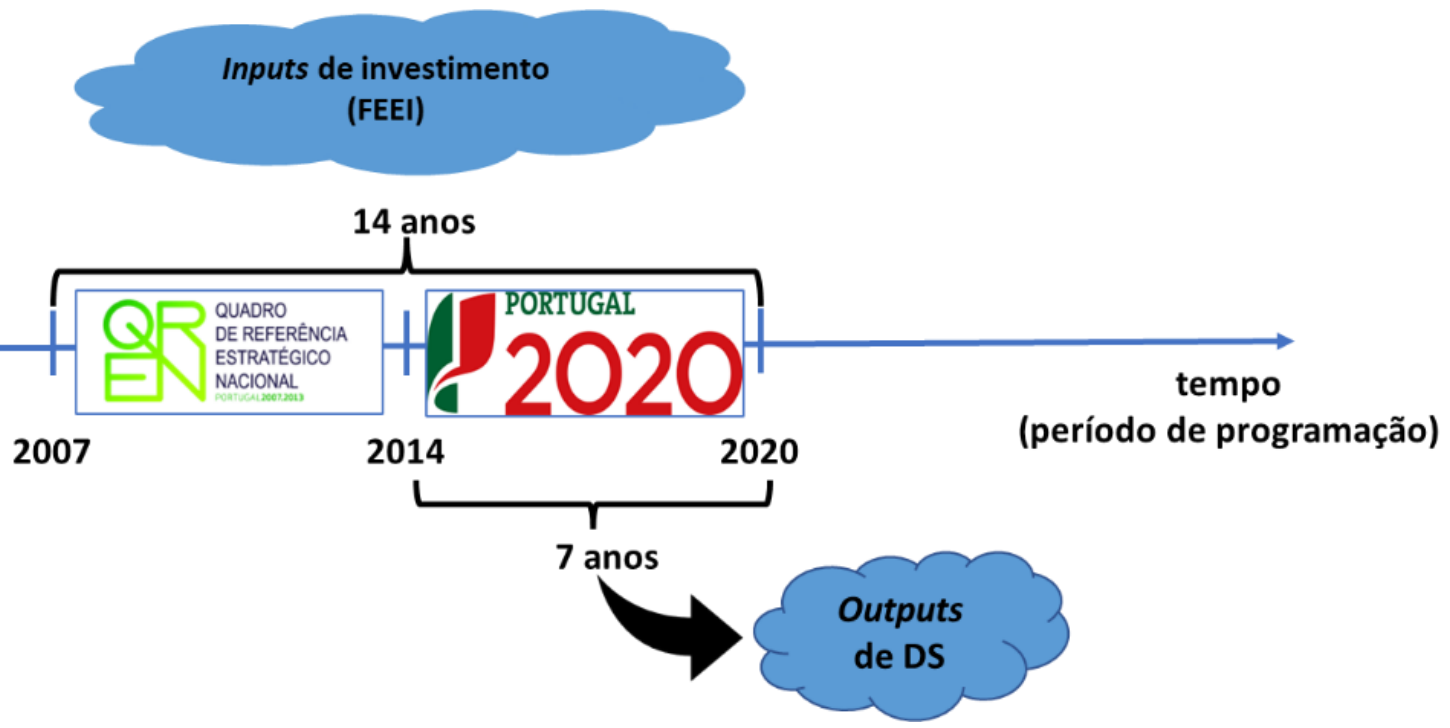 Inputs de investimento
(FEEI)
14 anos
QREN
QUADRO
DE REFERÊNCIA
ESTRATÉGICO
NACIONAL
PORTUGAL2007.2013
PORTUGAL
2020
2007
2014
2020
tempo
(período de programação)
7 anos
Outputs
de DS